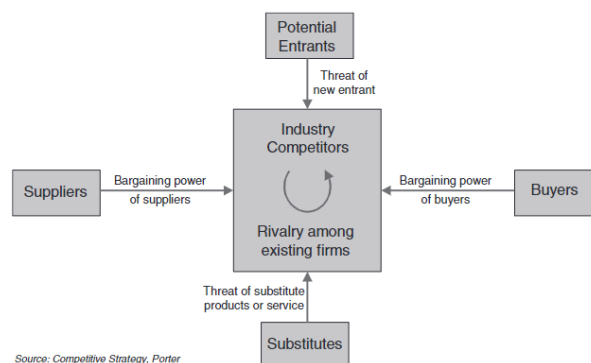 Potential
Entrants
Threat of
new entrant
Industry
Competitors
Suppliers
Bargaining power
of suppliers
Bargaining power
of buyers
Buyers
Rivalry among
existing firms
Threat of substitute
products or service
Substitutes
Source: Competitive Strategy, Porter